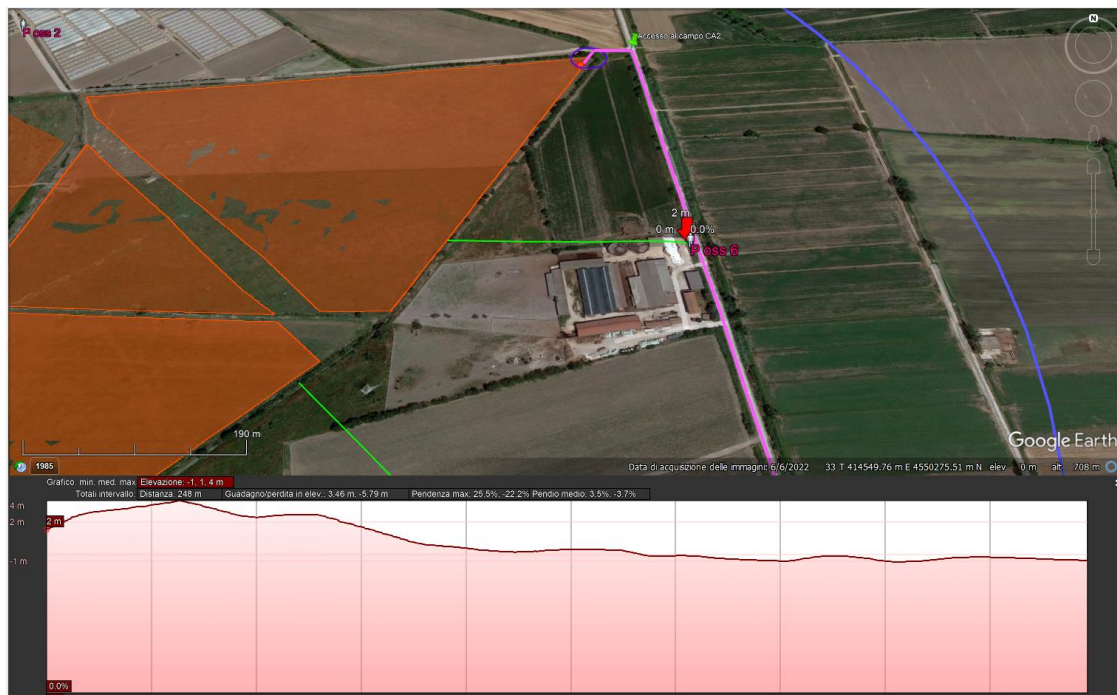 N
P oss 2
Accesso al campo CA2
2 m
0 m 0.0%
P oss 6
190 m
Google Earth
1985
Data di acquisizione delle immagini: 6/6/2022 33 T 414549.76 m E 4550275.51 m N elev 0 m alt 708 m
Grafico: min. med. max Elevazione: -1, 1, 4 m
Totali intervallo: Distanza: 248 m Guadagno/perdita in elev.: 3.46 m, -5.79 m Pendenza max: 25.5%, -22.2% Pendio medio: 3.5%, -3.7%
4 m
2 m
2 m
-1 m
0.0%